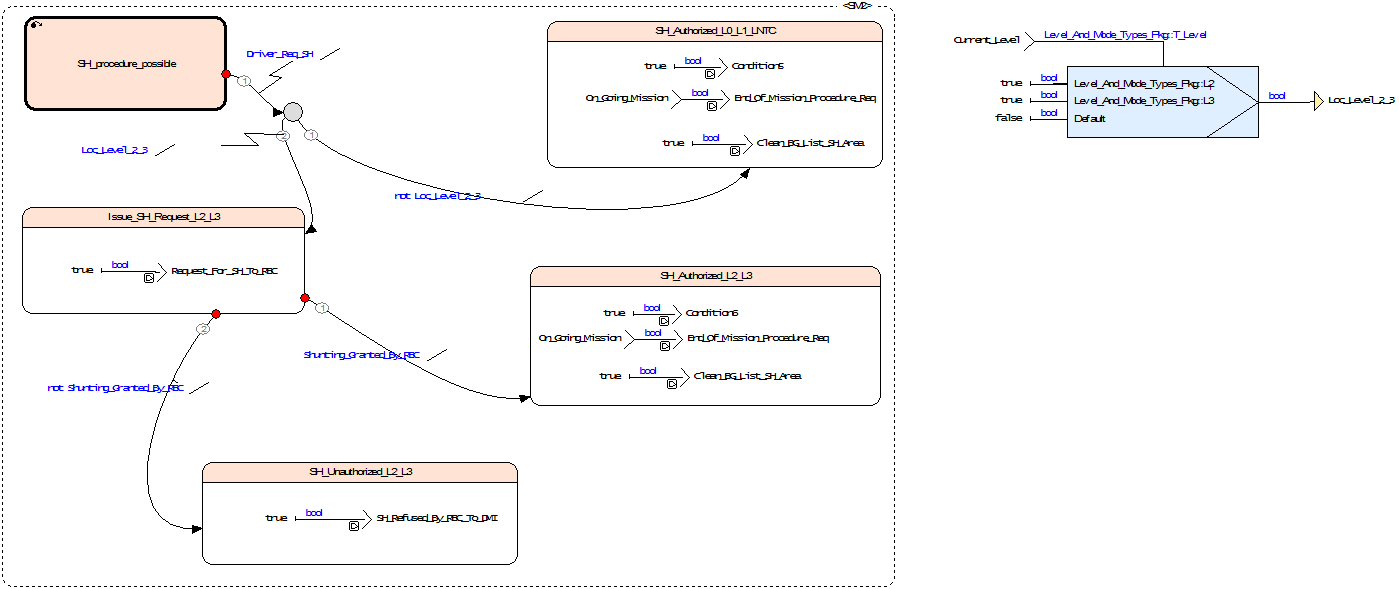 <SM2>
SH_procedure_possible
Driver_Req_SH
1
2
1
Loc_Level_2_3
not Loc_Level_2_3
SH_Authorized_L0_L1_LNTC
true bool Condition5
On_Going_Mission bool End_Of_Mission_Procedure_Req
true bool Clean_BG_List_SH_Area
Current_Level Level_And_Mode_Types_Pkg::T_Level
true bool Level_And_Mode_Types_Pkg::L2
true bool Level_And_Mode_Types_Pkg::L3
false bool Default
bool Loc_Level_2_3
Issue_SH_Request_L2_L3
true bool Request_For_SH_To_RBC
1
2
Shunting_Granted_By_RBC
not Shunting_Granted_By_RBC
SH_Authorized_L2_L3
true bool Condition6
On_Going_Mission bool End_Of_Mission_Procedure_Req
true bool Clean_BG_List_SH_Area
SH_Unauthorized_L2_L3
true bool SH_Refused_By_RBC_To_DMI